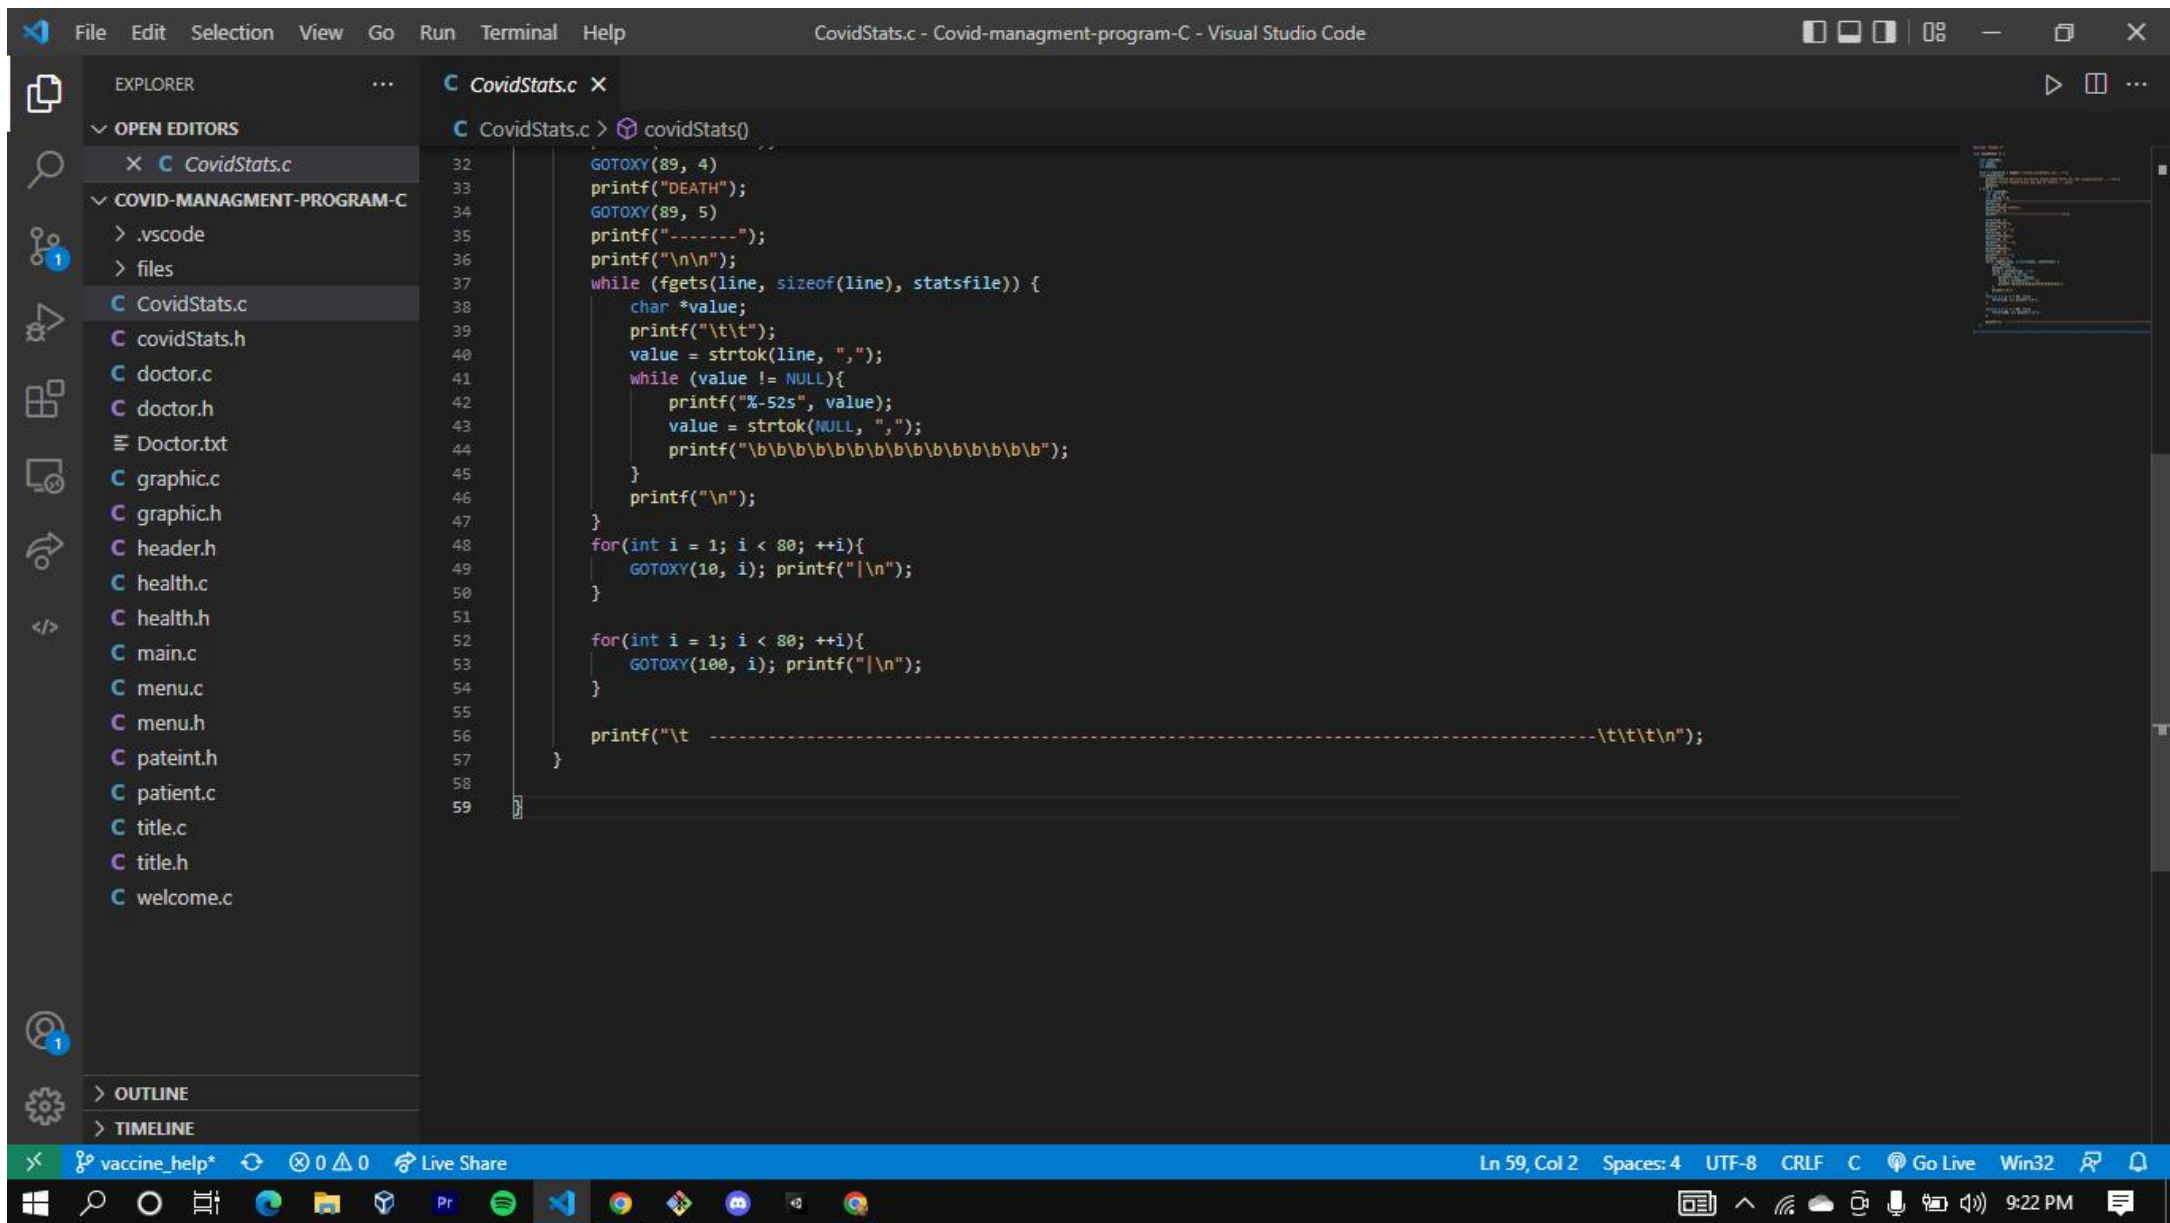 File Edit Selection View Go Run Terminal Help CovidStats.c - Covid-managment-program-C - Visual Studio Code
EXPLORER
OPEN EDITORS
CovidStats.c
COVID-MANAGMENT-PROGRAM-C
.vscode
files
C CovidStats.c
C covidStats.h
C doctor.c
C doctor.h
Doctor.txt
C graphic.c
C graphic.h
C header.h
C health.c
C health.h
C main.c
C menu.c
C menu.h
C pateint.h
C patient.c
C title.c
C title.h
C welcome.c
OUTLINE
TIMELINE
C CovidStats.c
C CovidStats.c > covidStats()
32 GOTOXY(89, 4)
33 printf("DEATH");
34 GOTOXY(89, 5)
35 printf("-------");
36 printf("\n\n");
37 while (fgets(line, sizeof(line), statsfile)) {
38 char *value;
39 printf("\t\t");
40 value = strtok(line, ",");
41 while (value != NULL){
42 printf("%-52s", value);
43 value = strtok(NULL, ",");
44 printf("\b\b\b\b\b\b\b\b\b\b\b\b\b\b\b");
45 }
46 printf("\n");
47 }
48 for(int i = 1; i < 80; ++i){
49 GOTOXY(10, i); printf("|\n");
50 }
51
52 for(int i = 1; i < 80; ++i){
53 GOTOXY(100, i); printf("|\n");
54 }
55
56 printf("\t -------------------------------------------------------------------------------------------\t\t\t\n");
57 }
58
59 }
1
1
vaccine_help* 0 0 Live Share Ln 59, Col 2 Spaces: 4 UTF-8 CRLF C Go Live Win32
Pr 9:22 PM